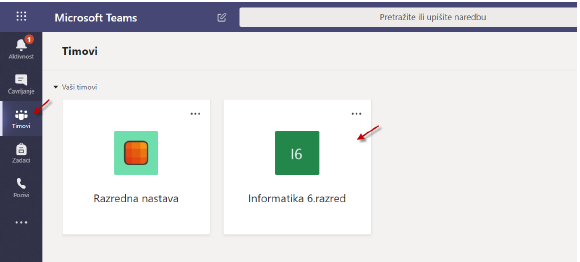 Microsoft Teams
Pretražite ili upišite naredbu
1
Aktivnost
Čavrljanje
Timovi
Zadaci
Pozivi
Timovi
Vaši timovi
Razredna nastava
I6
Informatika 6.razred